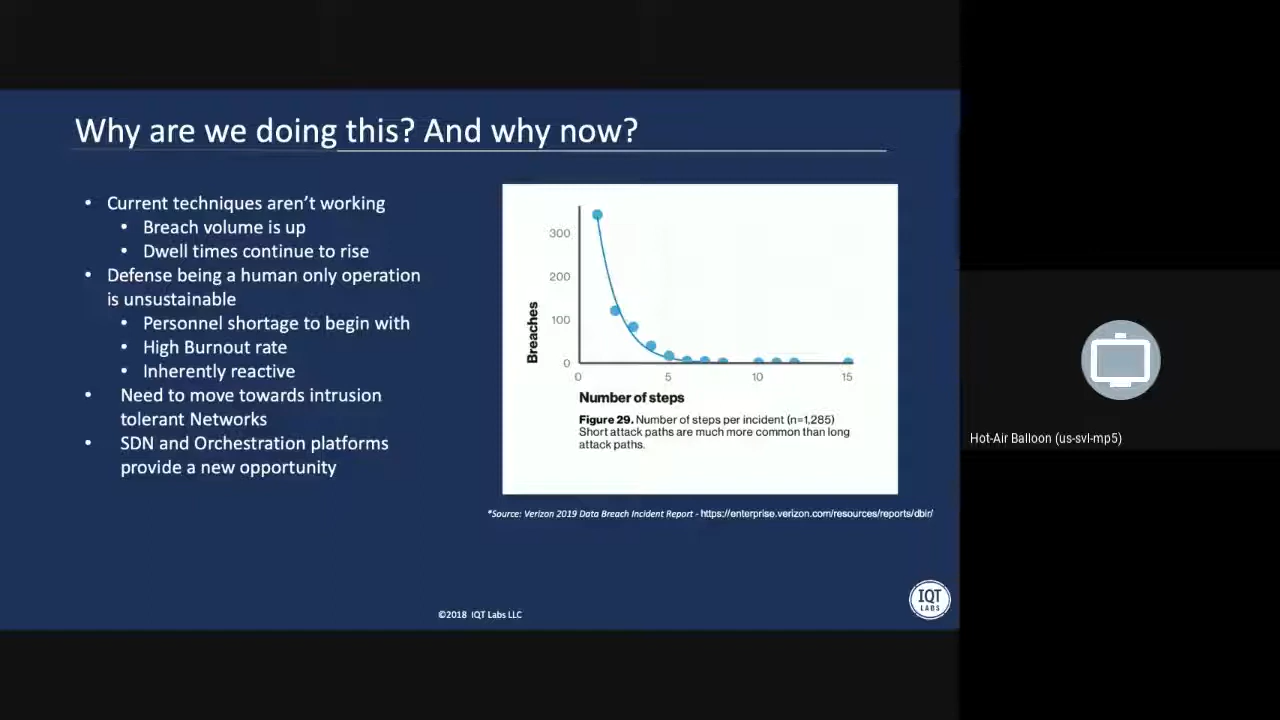 Why are we doing this? And why now?
• Current techniques aren't working
• Breach volume is up
• Dwell times continue to rise
• Defense being a human only operation
is unsustainable
• Personnel shortage to begin with
• High Burnout rate
• Inherently reactive
• Need to move towards intrusion
tolerant Networks
• SDN and Orchestration platforms
provide a new opportunity
300
200
100
0
Breaches
0 5 10 15
Number of steps
Figure 29. Number of steps per incident (n=1,285)
Short attack paths are much more common than long
attack paths.
*Source: Verizon 2019 Data Breach Incident Report - https://enterprise.verizon.com/resources/reports/dbir/
©2018 IQT Labs LLC
IQT
LABS
Hot-Air Balloon (us-svl-mp5)